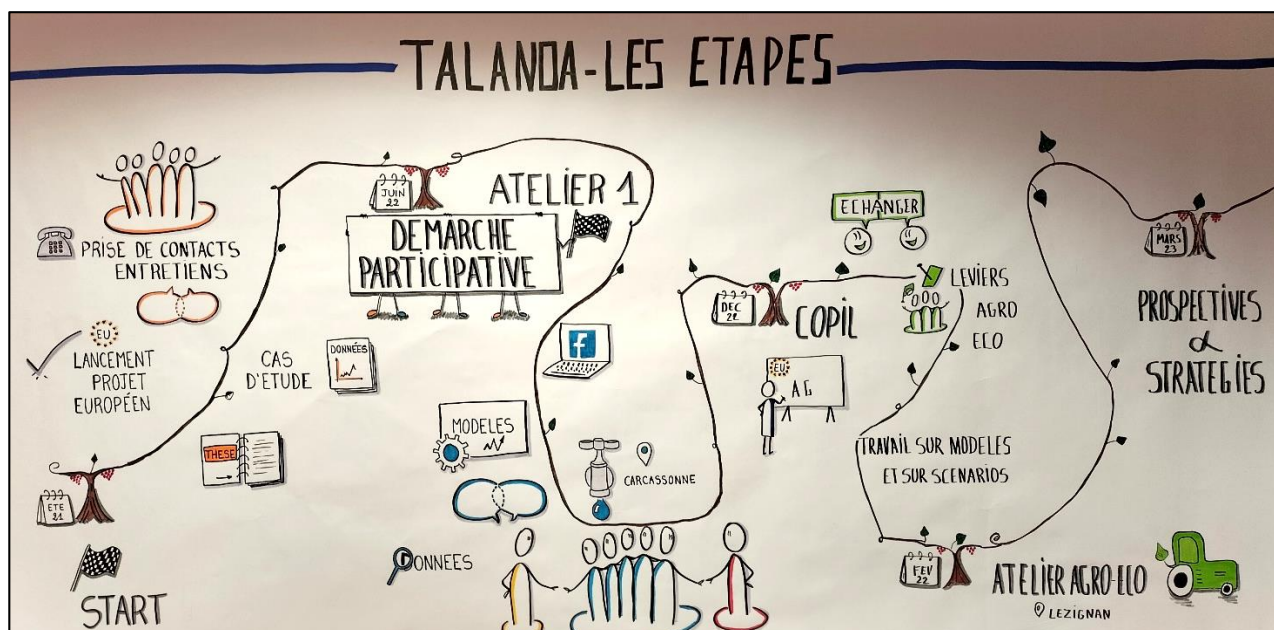 TALANOA-LES ETAPES
PRISE DE CONTACTS
ENTRETIENS
EU
LANCEMENT
PROJET
EUROPÉEN
ETE
21
START
THESE
CAS
D'ETUDE
DONNÉES
JUIN
22
ATELIER 1
DEMARCHE
PARTICIPATIVE
f
MODELES
CARCASSONNE
DONNEES
DEC
22
COPIL
EU
AG
ECHANGER
LEVIERS
AGRO
ECO
TRAVAIL SUR MODELES
ET SUR SCENARIOS
FEV
22
ATELIER AGRO-ECO
LEZIGNAN
MARS
23
PROSPECTIVES
&
STRATEGIES